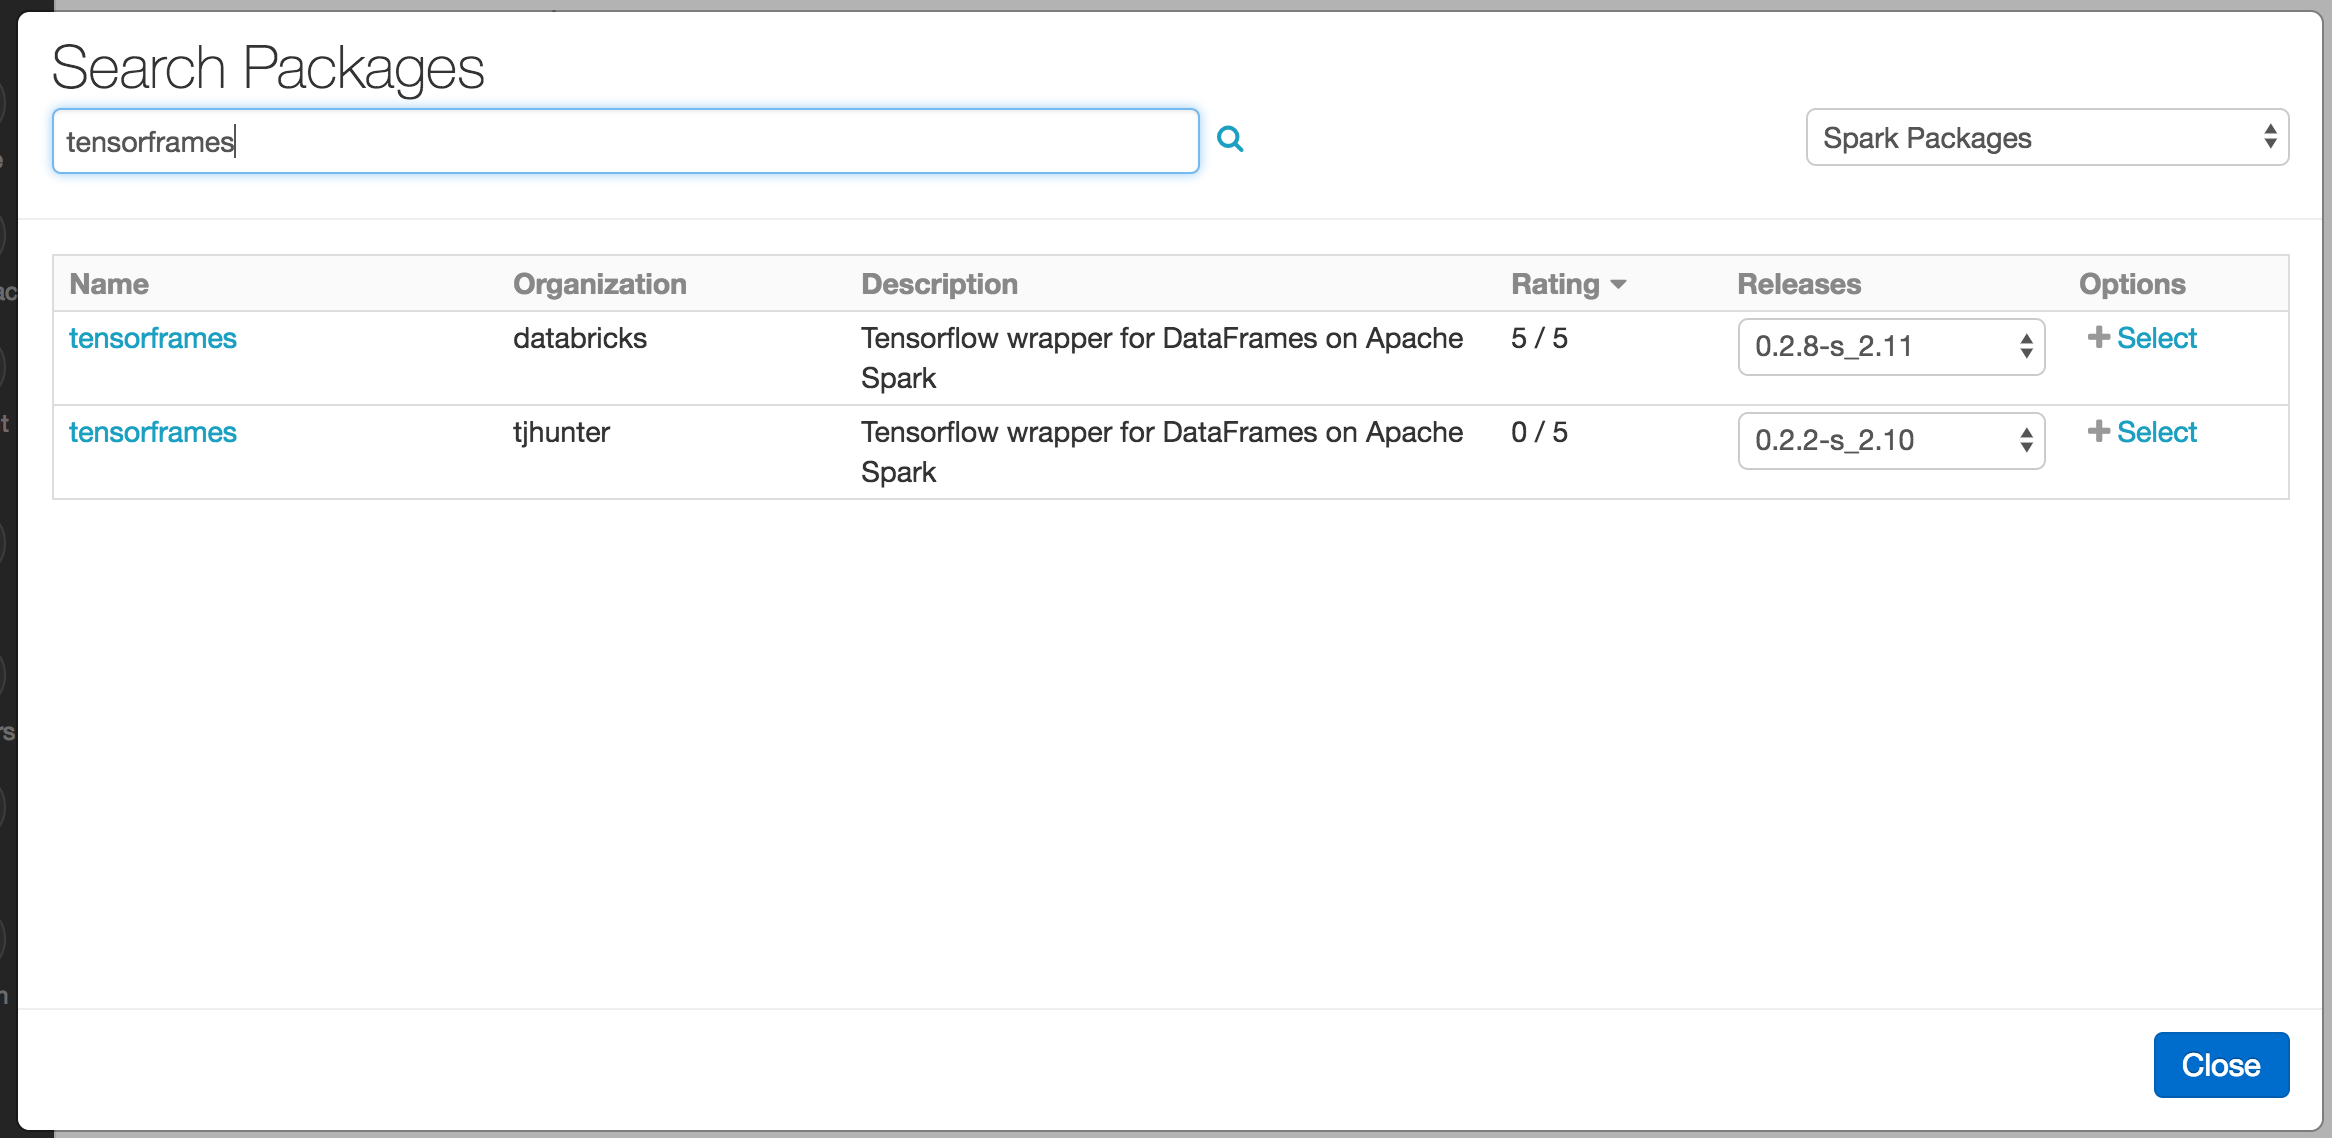 Search Packages
tensorframes
Spark Packages
Name Organization Description Rating Releases Options
tensorframes databricks Tensorflow wrapper for DataFrames on Apache 5 / 5 0.2.8-s_2.11 Select
Spark
tensorframes tjhunter Tensorflow wrapper for DataFrames on Apache 0 / 5 0.2.2-s_2.10 Select
Spark
Close